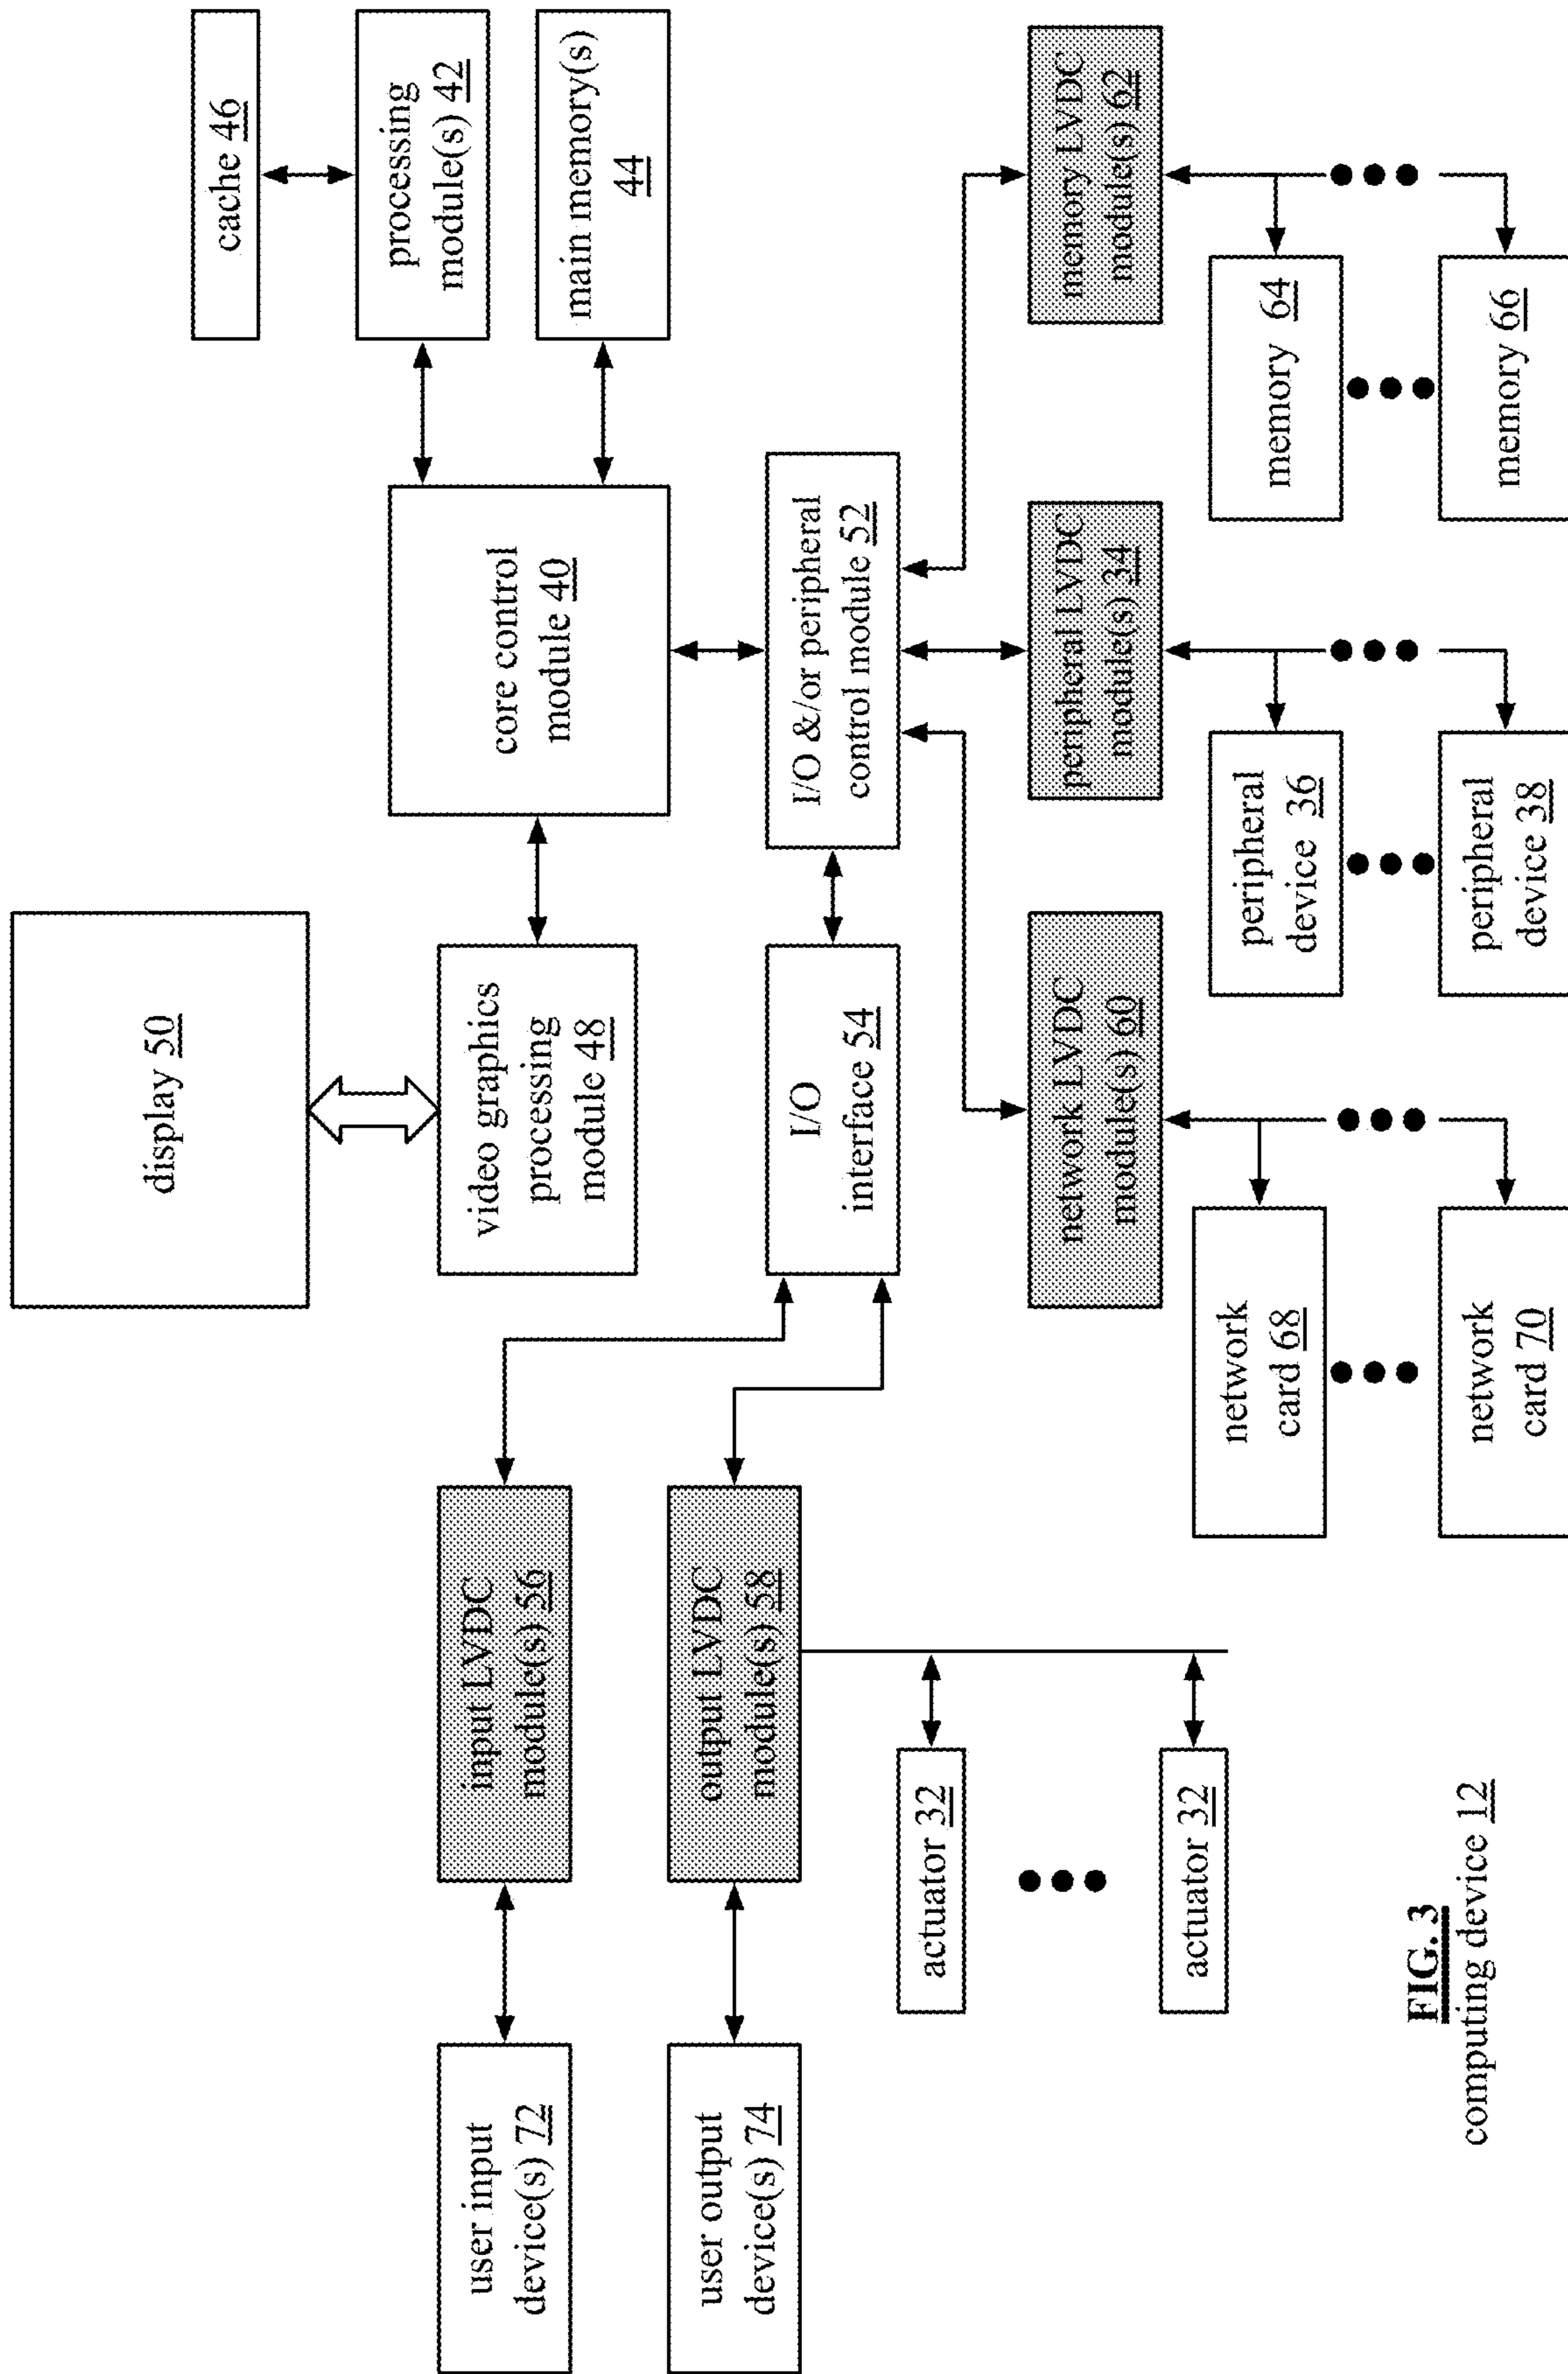 display 50
cache 46
video graphics
processing
module 48
core control
module 40
processing
module(s) 42
main memory(s)
44
user input
device(s) 72
input LVDC
module(s) 56
user output
device(s) 74
output LVDC
module(s) 58
I/O
interface 54
I/O &/or peripheral
control module 52
actuator 32
actuator 32
network LVDC
module(s) 60
peripheral LVDC
module(s) 34
memory LVDC
module(s) 62
network
card 68
peripheral
device 36
memory 64
network
card 70
peripheral
device 38
memory 66
FIG. 3
computing device 12